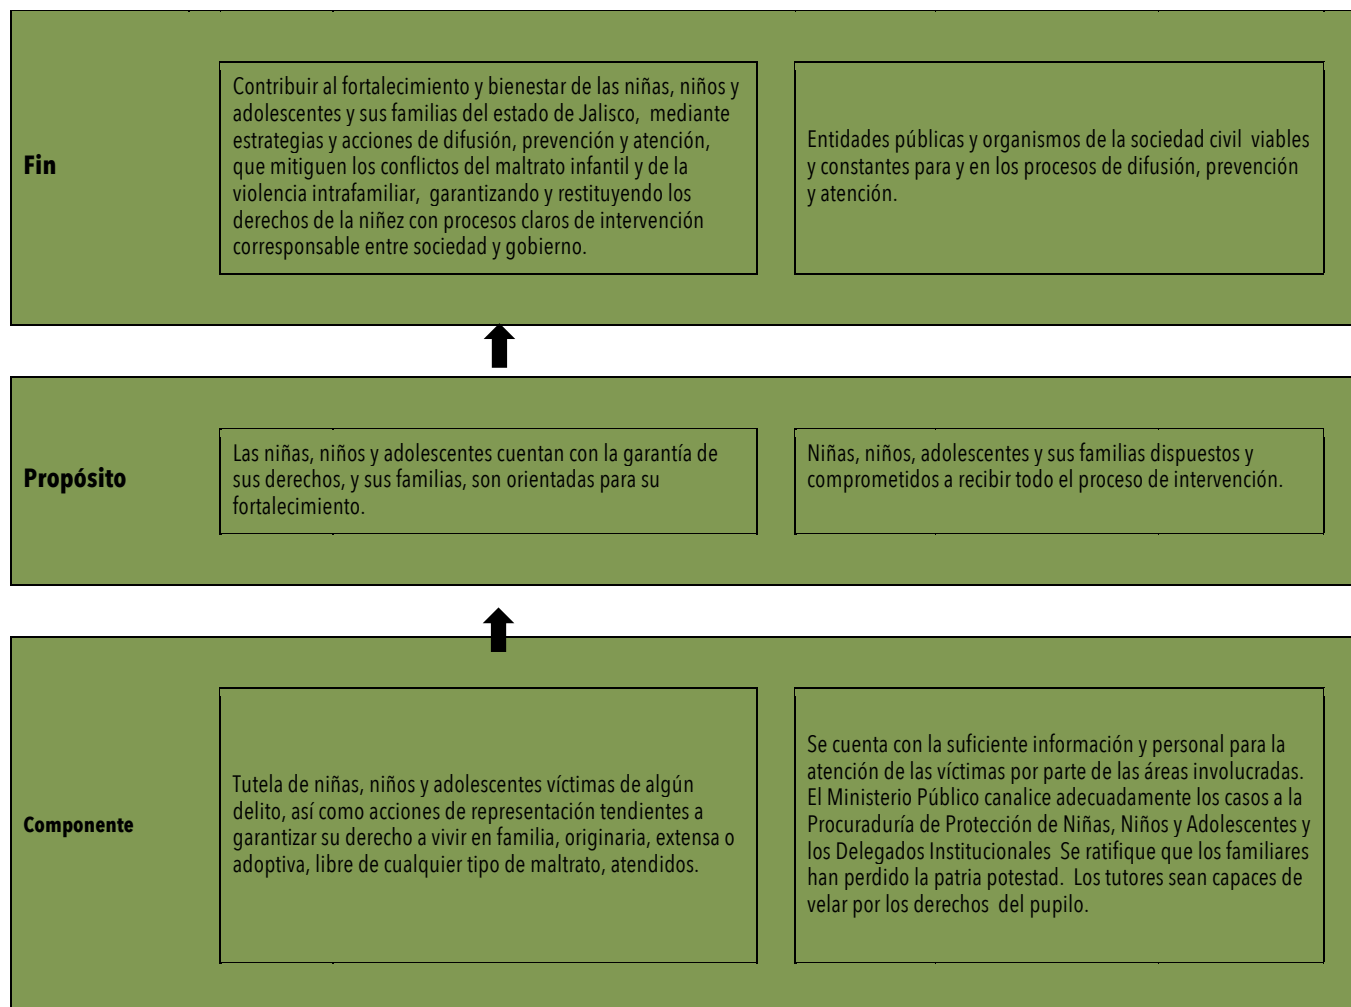 Fin
Contribuir al fortalecimiento y bienestar de las niñas, niños y
adolescentes y sus familias del estado de Jalisco,  mediante
estrategias y acciones de difusión, prevención y atención,
que mitiguen los conflictos del maltrato infantil y de la
violencia intrafamiliar,  garantizando y restituyendo los
derechos de la niñez con procesos claros de intervención
corresponsable entre sociedad y gobierno.
Entidades públicas y organismos de la sociedad civil  viables
y constantes para y en los procesos de difusión, prevención
y atención.
Propósito
Las niñas, niños y adolescentes cuentan con la garantía de
sus derechos, y sus familias, son orientadas para su
fortalecimiento.
Niñas, niños, adolescentes y sus familias dispuestos y
comprometidos a recibir todo el proceso de intervención.
Componente
Tutela de niñas, niños y adolescentes víctimas de algún
delito, así como acciones de representación tendientes a
garantizar su derecho a vivir en familia, originaria, extensa o
adoptiva, libre de cualquier tipo de maltrato, atendidos.
Se cuenta con la suficiente información y personal para la
atención de las víctimas por parte de las áreas involucradas.
El Ministerio Público canalice adecuadamente los casos a la
Procuraduría de Protección de Niñas, Niños y Adolescentes y
los Delegados Institucionales  Se ratifique que los familiares
han perdido la patria potestad.  Los tutores sean capaces de
velar por los derechos  del pupilo.